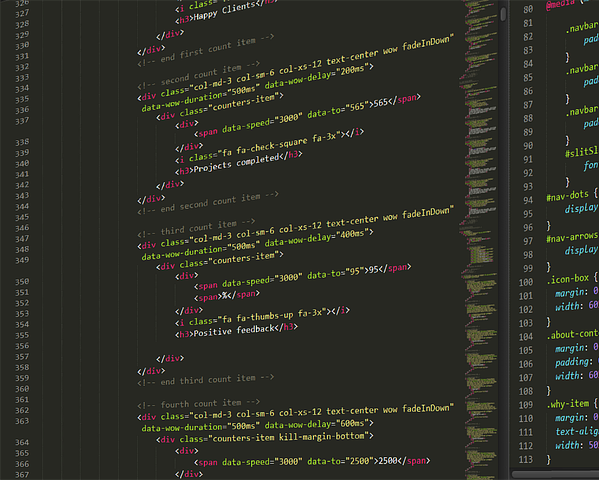 326
327 <i class="fa
328 <h3>Happy Clients</h3>
329 </div>
330 </div>
331 <!-- end first count item -->
332
333 <!-- second count item -->
334 <div class="col-md-3 col-sm-6 col-xs-12 text-center wow fadeInDown"
335 data-wow-duration="500ms" data-wow-delay="200ms">
336 <div class="counters-item">
337 <div>
<span data-speed="3000" data-to="565">565</span>
338 </div>
339 <i class="fa fa-check-square fa-3x"></i>
340 <h3>Projects completed</h3>
341 </div>
342 </div>
343 <!-- end second count item -->
344
345 <!-- third count item -->
346 <div class="col-md-3 col-sm-6 col-xs-12 text-center wow fadeInDown"
347 data-wow-duration="500ms" data-wow-delay="400ms">
348 <div class="counters-item">
349 <div>
<span data-speed="3000" data-to="95">95</span>
350 <span>%</span>
351 </div>
352 <i class="fa fa-thumbs-up fa-3x"></i>
353 <h3>Positive feedback</h3>
354
355
356 </div>
357 </div>
358 <!-- end third count item -->
359
360
361 <!-- fourth count item -->
362 <div class="col-md-3 col-sm-6 col-xs-12 text-center wow fadeInDown"
363 data-wow-duration="500ms" data-wow-delay="600ms">
<div class="counters-item kill-margin-bottom">
364 <div>
365 <span data-speed="3000" data-to="2500">2500</span>
366 </div>
367
80 @media
81
82 .navbar
83 pad
85 }
86 .navba
87 pad
88 }
87 .navba
88 pad
90 }
90 #slitSl
91 for
92 }
93 }
94 #nav-dots {
95 display
96 }
97 #nav-arrows
98 display
99 }
100 .icon-box {
101 margin: 0
102 width: 60
103 }
104 .about-cont
105 margin: 0
106 padding:
107 width: 60
108 }
109 .why-item {
110 margin: 0
111 text-alig
112 width: 50
113 }